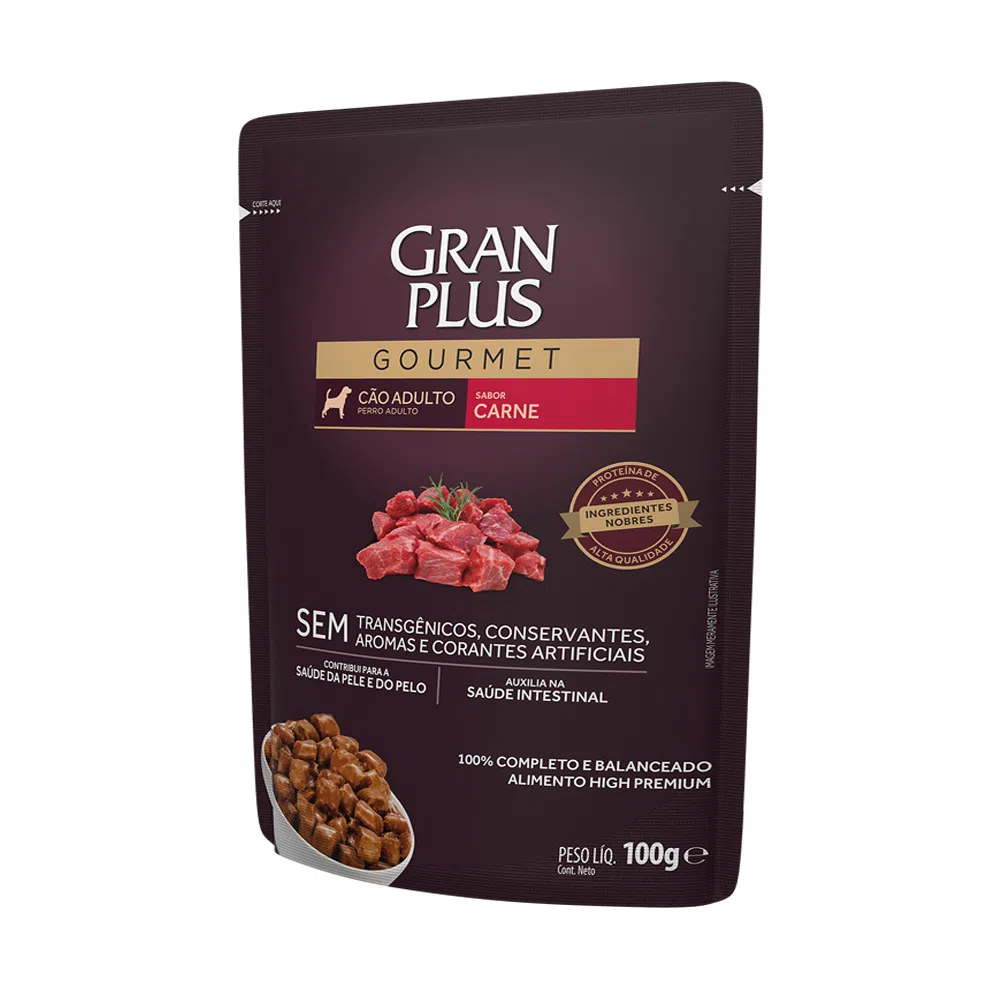 CORTE AQUI
GRAN
PLUS
GOURMET
CÃO ADULTO
PERRO ADULTO
SABOR
CARNE
PROTEÍNA DE
INGREDIENTES
NOBRES
ALTA QUALIDADE
IMAGEM MERAMENTE ILUSTRATIVA
SEM TRANSGÊNICOS, CONSERVANTES,
AROMAS E CORANTES ARTIFICIAIS
CONTRIBUI PARA A
SAÚDE DA PELE E DO PELO
AUXILIA NA
SAÚDE INTESTINAL
100% COMPLETO E BALANCEADO
ALIMENTO HIGH PREMIUM
PESO LÍQ. 100g ℮
Cont. Neto